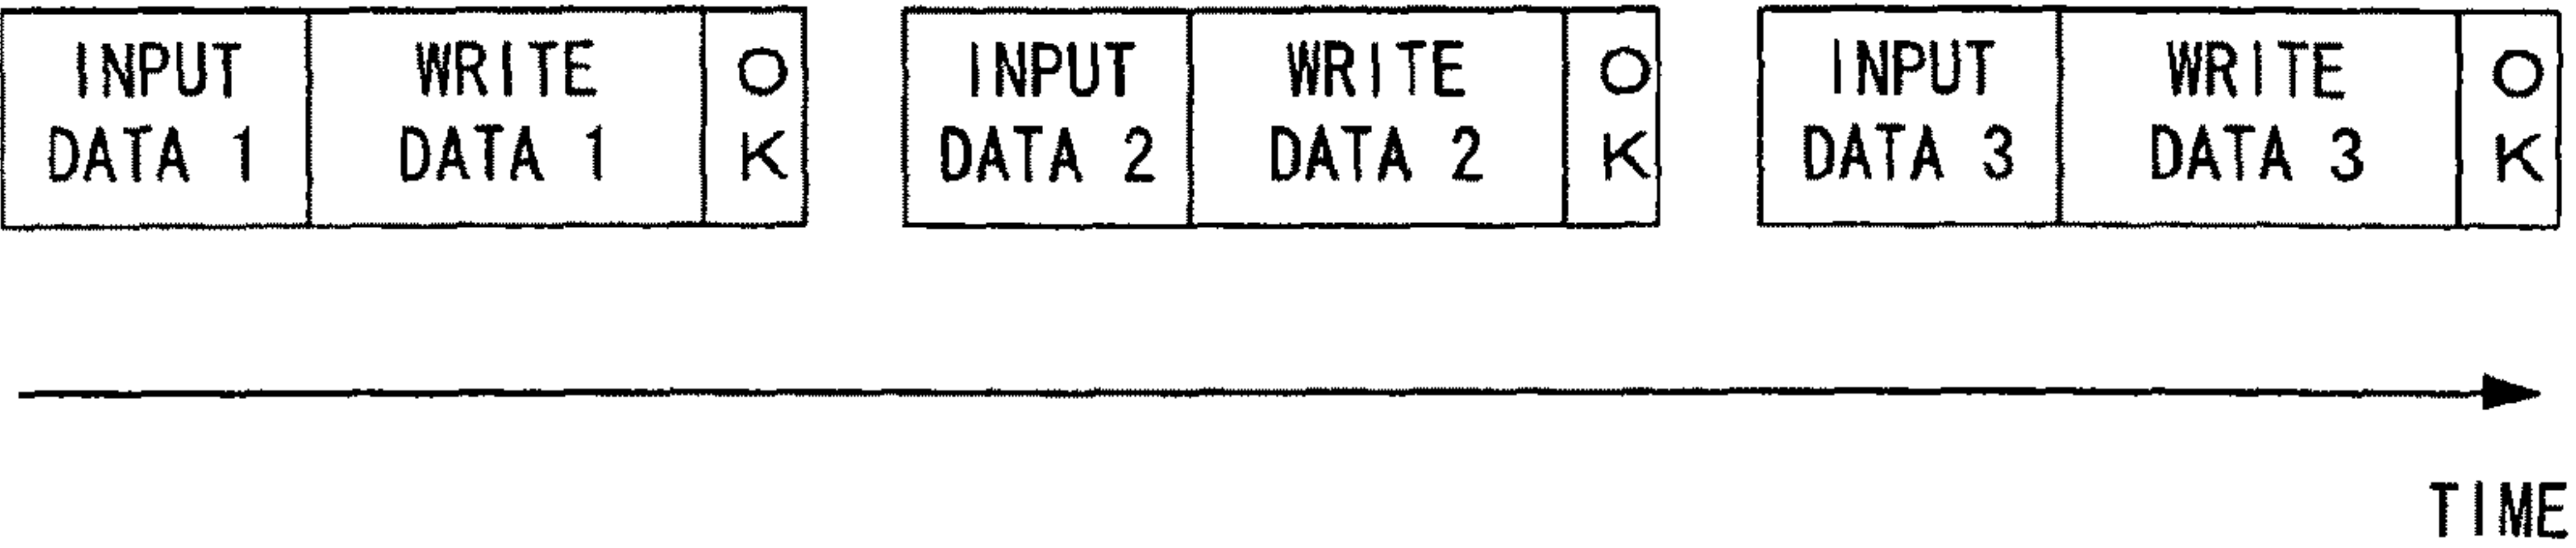 INPUT WRITE O INPUT WRITE O INPUT WRITE O
DATA 1 DATA 1 K DATA 2 DATA 2 K DATA 3 DATA 3 K
TIME